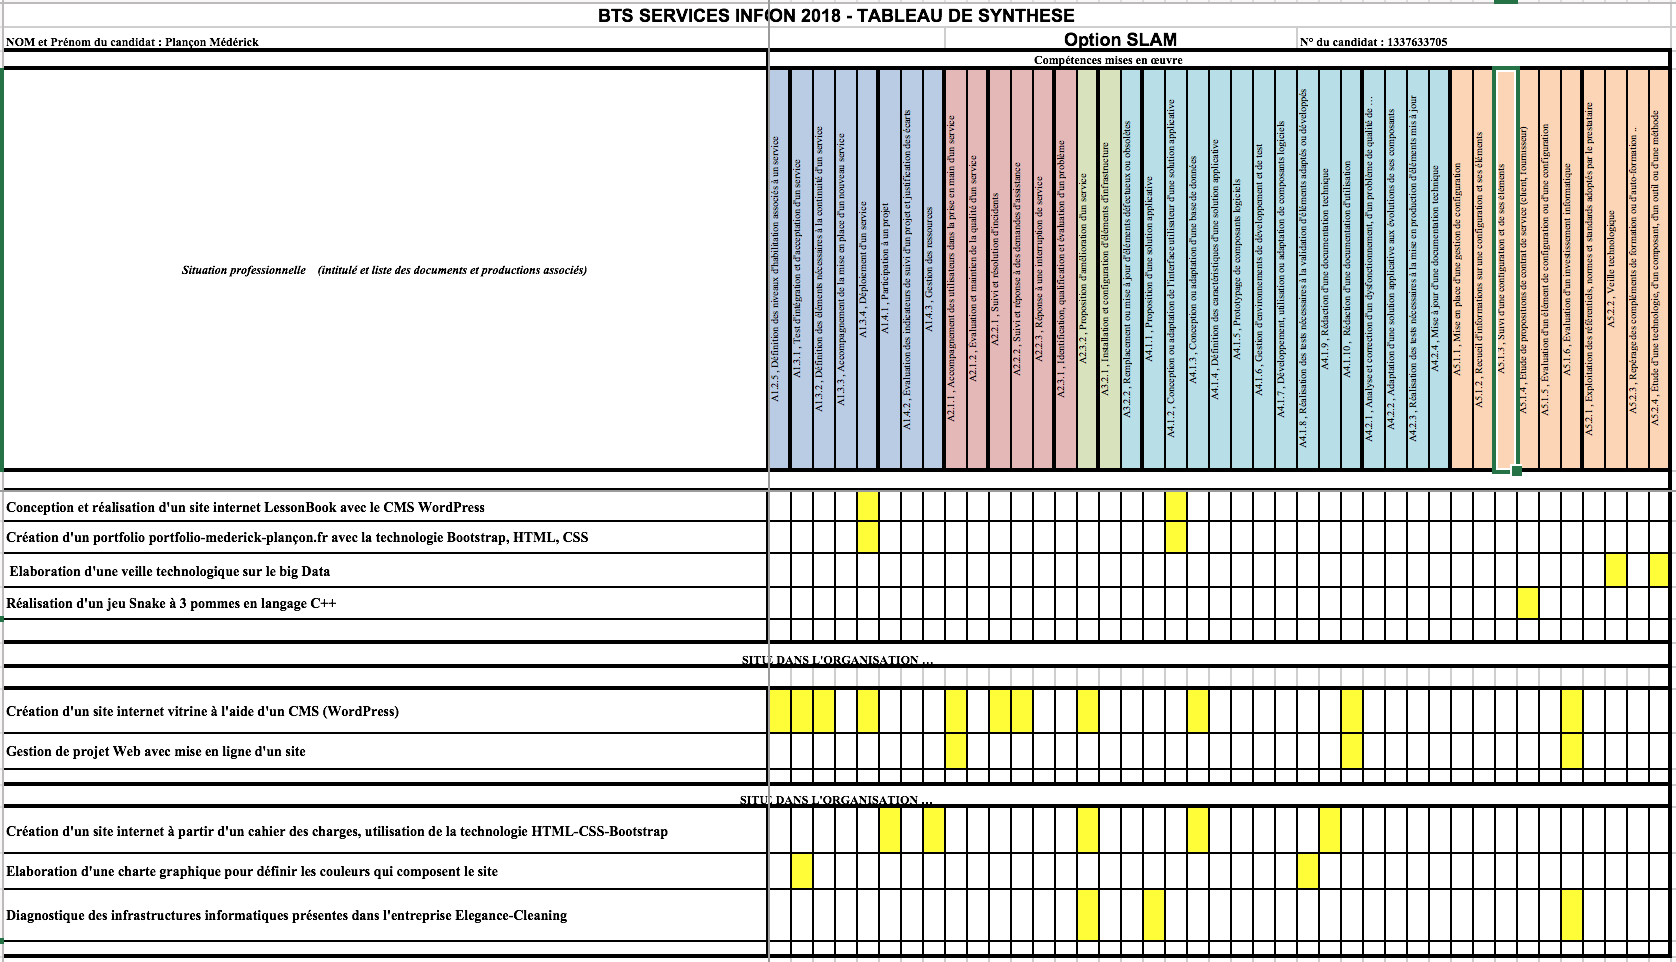 BTS SERVICES INFON 2018 - TABLEAU DE SYNTHESE
NOM et Prénom du candidat : Plançon Médérick
Option SLAM
N° du candidat : 1337633705
Compétences mises en œuvre
Situation professionnelle (intitulé et liste des documents et productions associés)
A1.2.5 , Définition des niveaux d'habilitation associés à un service
A1.3.1 , Test d'intégration et d'acceptation d'un service
A1.3.2 , Définition des éléments nécessaires à la continuité d'un service
A1.3.3 , Accompagnement de la mise en place d'un nouveau service
A1.3.4 , Déploiement d'un service
A1.4.1 , Participation à un projet
A1.4.2 , Évaluation des indicateurs de suivi d'un projet et justification des écarts
A1.4.3 , Gestion des ressources
A2.1.1 , Accompagnement des utilisateurs dans la prise en main d'un service
A2.1.2 , Évaluation et maintien de la qualité d'un service
A2.2.1 , Suivi et résolution d'incidents
A2.2.2 , Suivi et réponse à des demandes d'assistance
A2.2.3 , Réponse à une interruption de service
A2.3.1 , Identification, qualification et évaluation d'un problème
A2.3.2 , Proposition d'amélioration d'un service
A3.2.1 , Installation et configuration d'éléments d'infrastructure
A3.2.2 , Remplacement ou mise à jour d'éléments défectueux ou obsolètes
A4.1.1 , Proposition d'une solution applicative
A4.1.2 , Conception ou adaptation de l'interface utilisateur d'une solution applicative
A4.1.3 , Conception ou adaptation d'une base de données
A4.1.4 , Définition des caractéristiques d'une solution applicative
A4.1.5 , Prototypage de composants logiciels
A4.1.6 , Gestion d'environnements de développement et de test
A4.1.7 , Développement, utilisation ou adaptation de composants logiciels
A4.1.8 , Réalisation des tests nécessaires à la validation d'éléments adaptés ou développés
A4.1.9 , Rédaction d'une documentation technique
A4.1.10 , Rédaction d'une documentation d'utilisation
A4.2.1 , Analyse et correction d'un dysfonctionnement, d'un problème de qualité de …
A4.2.2 , Adaptation d'une solution applicative aux évolutions de ses composants
A4.2.3 , Réalisation des tests nécessaires à la mise en production d'éléments mis à jour
A4.2.4 , Mise à jour d'une documentation technique
A5.1.1 , Mise en place d'une gestion de configuration
A5.1.2 , Recueil d'informations sur une configuration et ses éléments
A5.1.3 , Suivi d'une configuration et de ses éléments
A5.1.4 , Étude de propositions de contrat de service (client, fournisseur)
A5.1.5 , Évaluation d'un élément de configuration ou d'une configuration
A5.1.6 , Évaluation d'un investissement informatique
A5.2.1 , Exploitation des référentiels, normes et standards adoptés par le prestataire
A5.2.2 , Veille technologique
A5.2.3 , Repérage des compléments de formation ou d'auto-formation ..
A5.2.4 , Étude d'une technologie, d'un composant, d'un outil ou d'une méthode
Conception et réalisation d'un site internet LessonBook avec le CMS WordPress
Création d'un portfolio portfolio-mederick-plançon.fr avec la technologie Bootstrap, HTML, CSS
Elaboration d'une veille technologique sur le big Data
Réalisation d'un jeu Snake à 3 pommes en langage C++
SITU DANS L'ORGANISATION …
Création d'un site internet vitrine à l'aide d'un CMS (WordPress)
Gestion de projet Web avec mise en ligne d'un site
SITU DANS L'ORGANISATION …
Création d'un site internet à partir d'un cahier des charges, utilisation de la technologie HTML-CSS-Bootstrap
Elaboration d'une charte graphique pour définir les couleurs qui composent le site
Diagnostique des infrastructures informatiques présentes dans l'entreprise Elegance-Cleaning